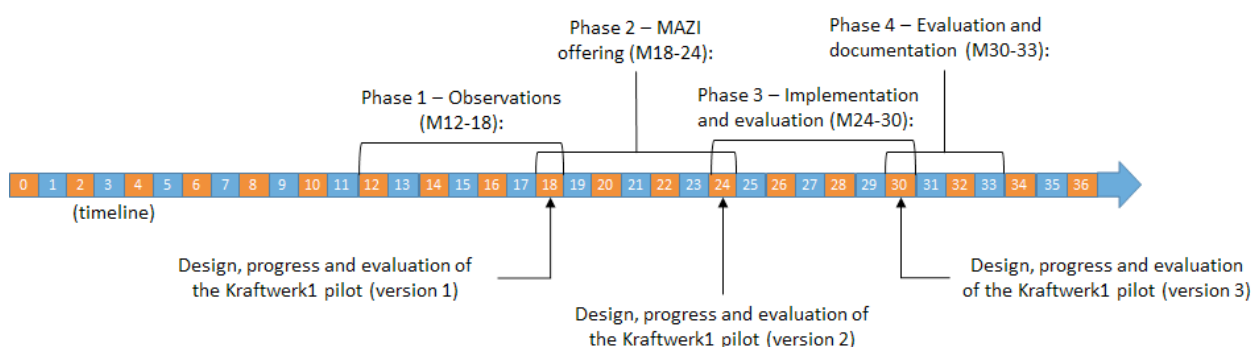 Phase 2 – MAZI
offering (M18-24):
Phase 4 – Evaluation and
documentation (M30-33):
Phase 1 – Observations
(M12-18):
Phase 3 – Implementation
and evaluation (M24-30):
0 1 2 3 4 5 6 7 8 9 10 11 12 13 14 15 16 17 18 19 20 21 22 23 24 25 26 27 28 29 30 31 32 33 34 35 36
(timeline)
Design, progress and evaluation of
the Kraftwerk1 pilot (version 1)
Design, progress and evaluation of
the Kraftwerk1 pilot (version 2)
Design, progress and evaluation
of the Kraftwerk1 pilot (version 3)